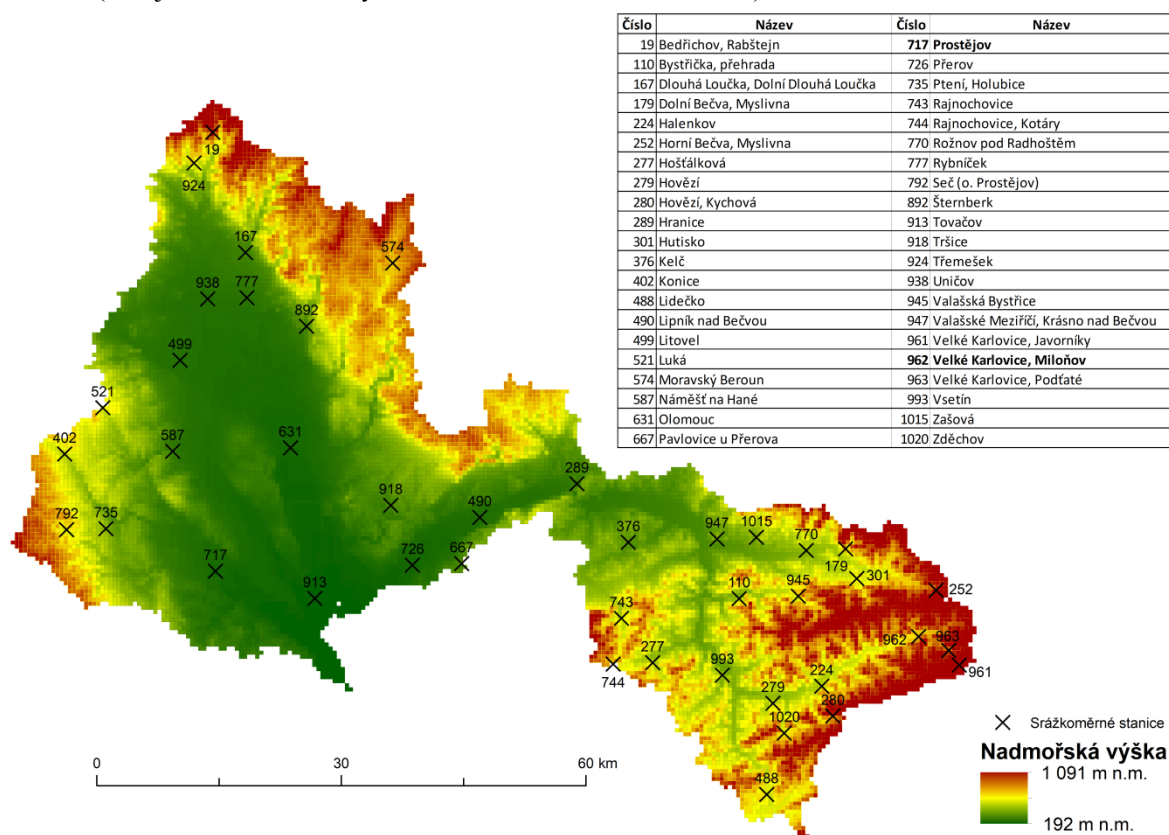 Číslo Název Číslo Název
19 Bedřichov, Rabštejn 717 Prostějov
110 Bystřička, přehrada 726 Přerov
167 Dlouhá Loučka, Dolní Dlouhá Loučka 735 Ptení, Holubice
179 Dolní Bečva, Myslivna 743 Rajnochovice
224 Halenkov 744 Rajnochovice, Kotáry
252 Horní Bečva, Myslivna 770 Rožnov pod Radhoštěm
277 Hošťálková 777 Rybníček
279 Hovězí 792 Seč (o. Prostějov)
280 Hovězí, Kychová 892 Šternberk
289 Hranice 913 Tovačov
301 Hutisko 918 Tršice
376 Kelč 924 Třemešek
402 Konice 938 Uničov
488 Lidečko 945 Valašská Bystřice
490 Lipník nad Bečvou 947 Valašské Meziříčí, Krásno nad Bečvou
499 Litovel 961 Velké Karlovice, Javorníky
521 Luká 962 Velké Karlovice, Miloňov
574 Moravský Beroun 963 Velké Karlovice, Podťaté
587 Náměšť na Hané 993 Vsetín
631 Olomouc 1015 Zašová
667 Pavlovice u Přerova 1020 Zděchov
19
924
167
574
938 777
892
499
521
402 587 631
289
918 490
792 735
376 947 1015 770
717 726 667
179
301
913
110 945
252
743
962 963
277
744
993
961
224
279
280
1020
488
Srážkoměrné stanice
Nadmořská výška
1 091 m n.m.
192 m n.m.
0 30 60 km